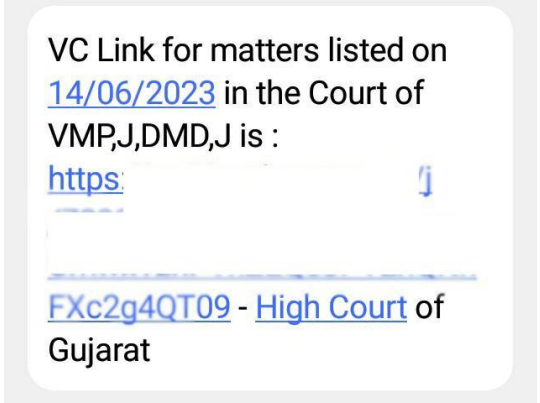 VC Link for matters listed on
14/06/2023 in the Court of
VMP,J,DMD,J is :
https: /j
FXc2g4QT09 - High Court of
Gujarat